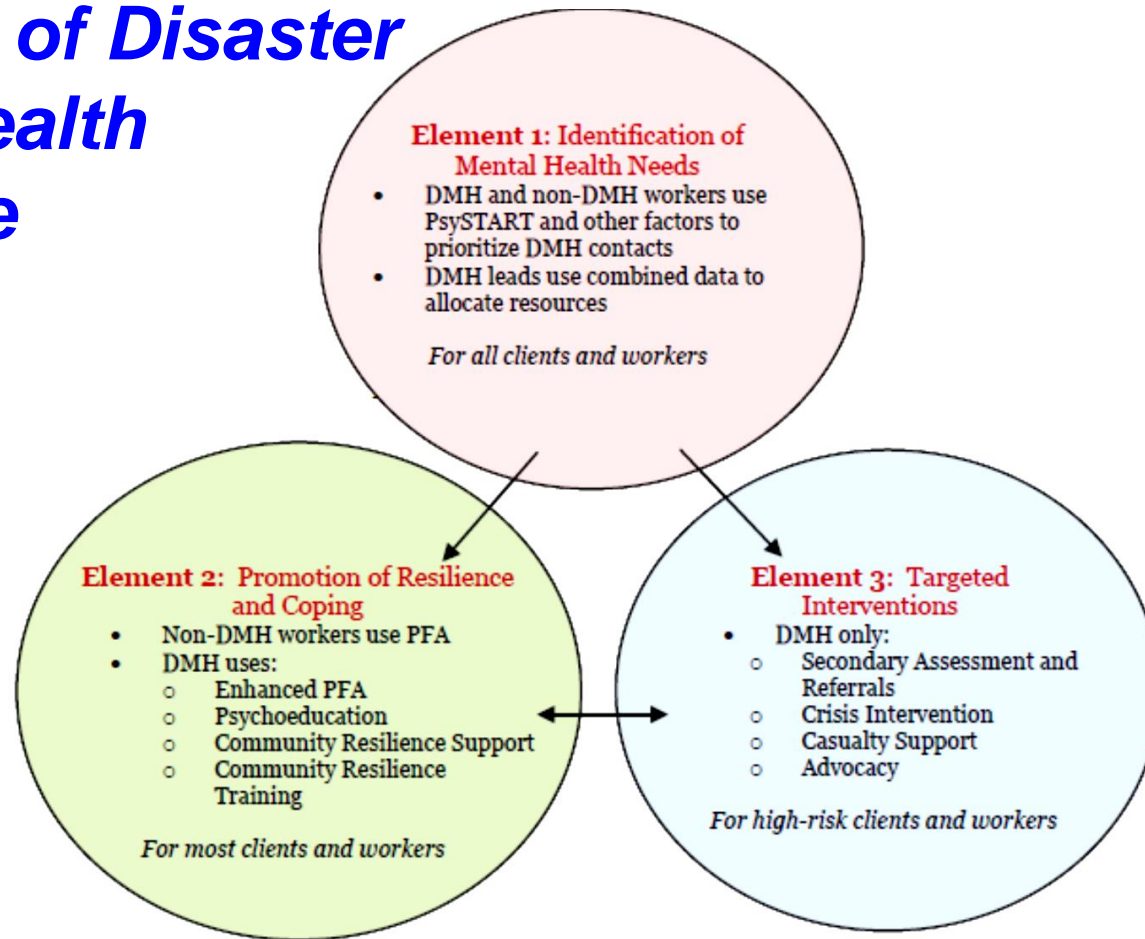 of Disaster
ealth
e
Element 1: Identification of
Mental Health Needs
• DMH and non-DMH workers use
PsySTART and other factors to
prioritize DMH contacts
• DMH leads use combined data to
allocate resources
For all clients and workers
Element 2: Promotion of Resilience
and Coping
• Non-DMH workers use PFA
• DMH uses:
o Enhanced PFA
o Psychoeducation
o Community Resilience Support
o Community Resilience
Training
For most clients and workers
Element 3: Targeted
Interventions
• DMH only:
o Secondary Assessment and
Referrals
o Crisis Intervention
o Casualty Support
o Advocacy
For high-risk clients and workers